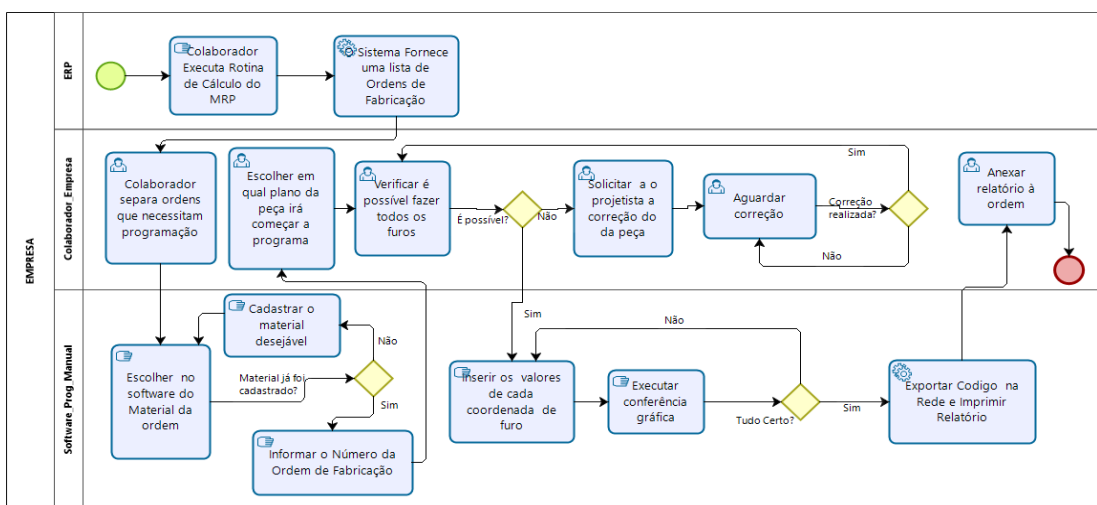 EMPRESA
ERP
Colaborador
Executa Rotina
de Cálculo do
MRP
Sistema Fornece
uma lista de
Ordens de
Fabricação
Colaborador_Empresa
Colaborador
separa ordens
que necessitam
programação
Escolher em
qual plano da
peça irá
começar a
programa
Verificar é
possível fazer
todos os
furos
É possível?
Não
Sim
Solicitar a o
projetista a
correção do
da peça
Aguardar
correção
Correção
realizada?
Sim
Não
Anexar
relatório à
ordem
Software_Prog_Manual
Escolher no
software do
Material da
ordem
Material já foi
cadastrado?
Cadastrar o
material
desejável
Não
Sim
Informar o Número da
Ordem de Fabricação
Inserir os valores
de cada
coordenada de
furo
Executar
conferência
gráfica
Tudo Certo?
Não
Sim
Exportar Codigo na
Rede e Imprimir
Relatório